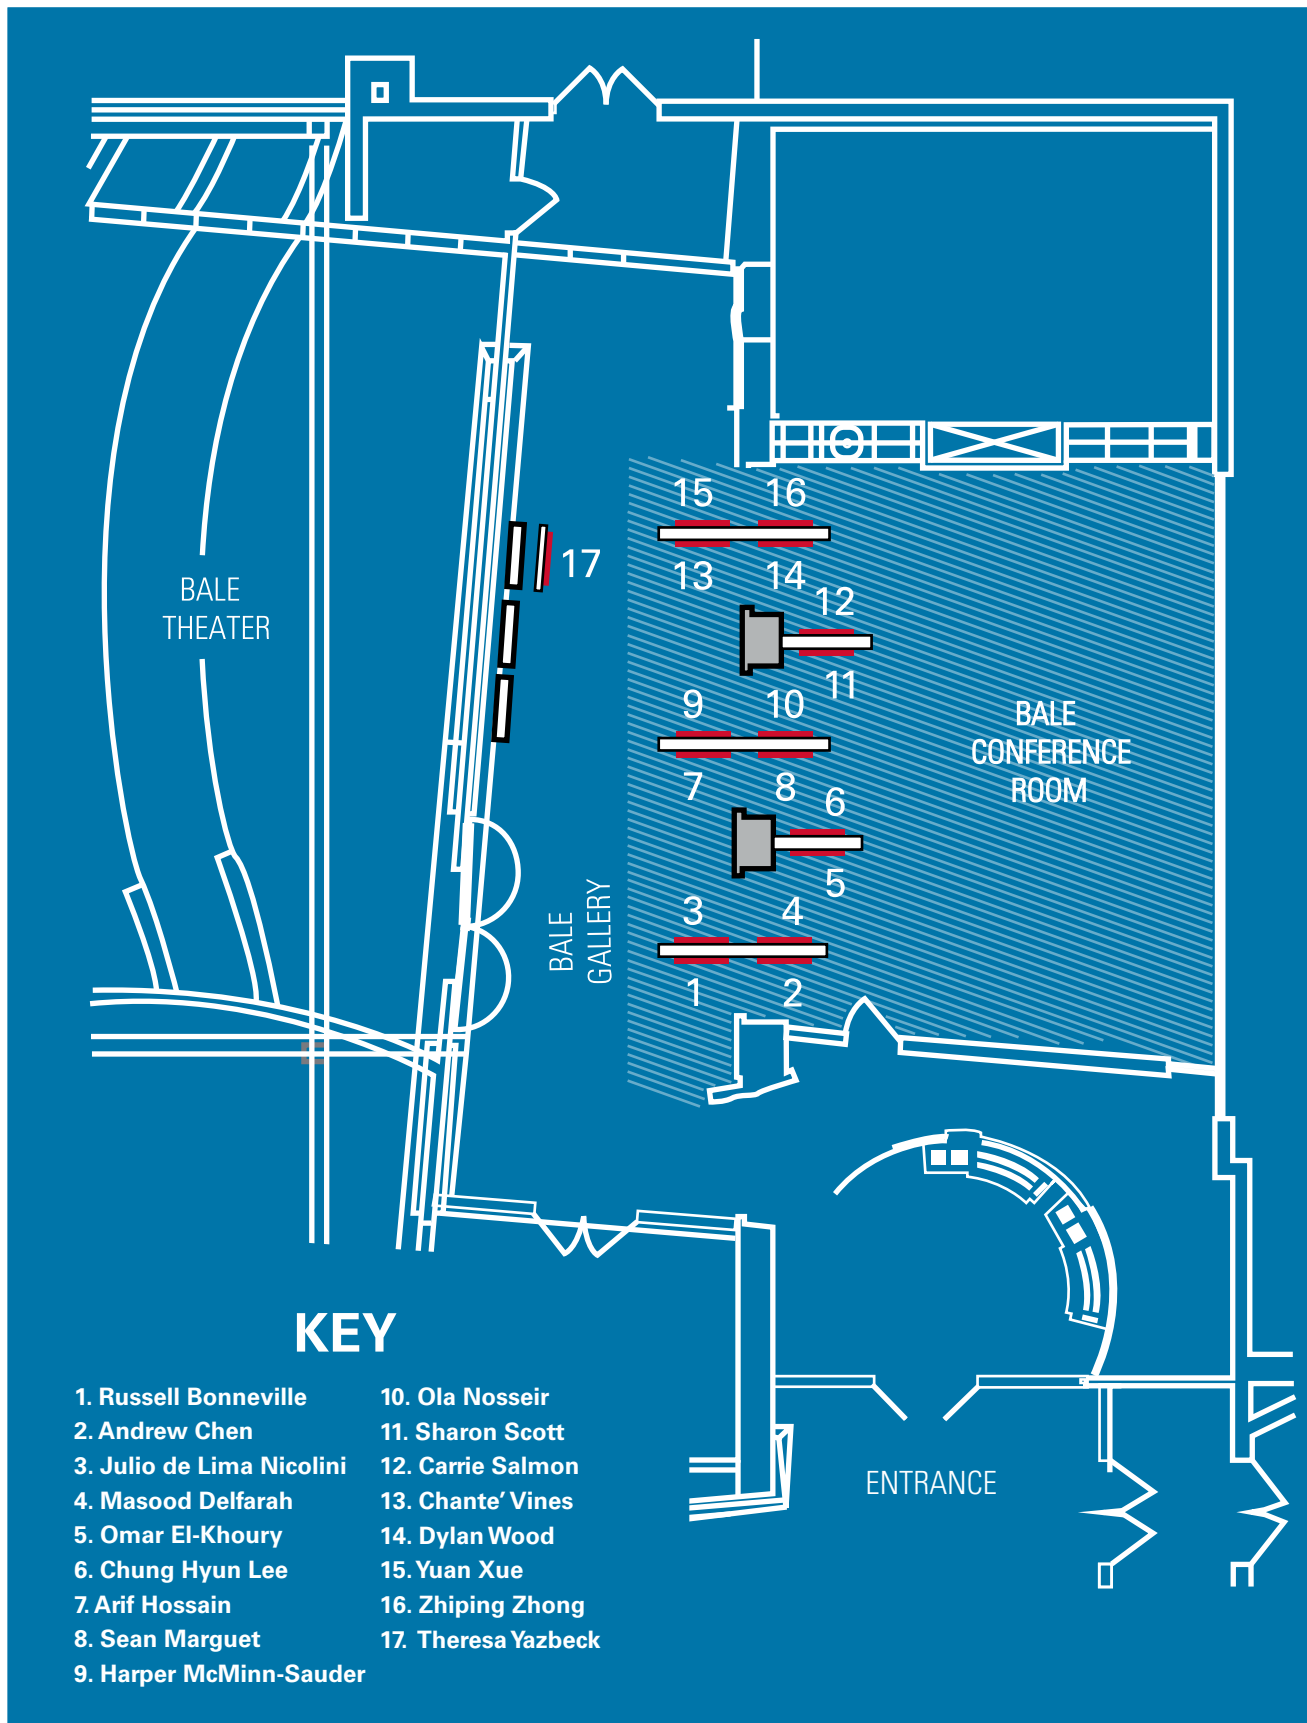 15
16
13
14
17
12
11
BALE
THEATER
9
10
BALE
CONFERENCE
ROOM
7
8
6
5
BALE
GALLERY
3
4
1
2
KEY
1. Russell Bonneville
2. Andrew Chen
3. Julio de Lima Nicolini
4. Masood Delfarah
5. Omar El-Khoury
6. Chung Hyun Lee
7. Arif Hossain
8. Sean Marguet
9. Harper McMinn-Sauder
10. Ola Nosseir
11. Sharon Scott
12. Carrie Salmon
13. Chante’ Vines
14. Dylan Wood
15. Yuan Xue
16. Zhiping Zhong
17. Theresa Yazbeck
ENTRANCE